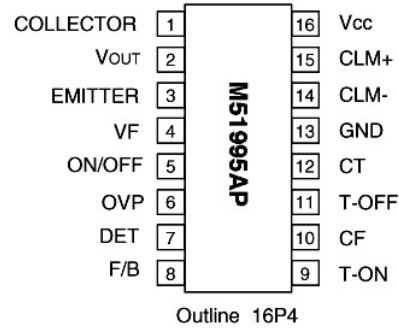 COLLECTOR 1 16 Vcc
VOUT 2 15 CLM+
EMITTER 3 14 CLM-
VF 4 13 GND
ON/OFF 5 12 CT
OVP 6 11 T-OFF
DET 7 10 CF
F/B 8 9 T-ON
M51995AP
Outline 16P4